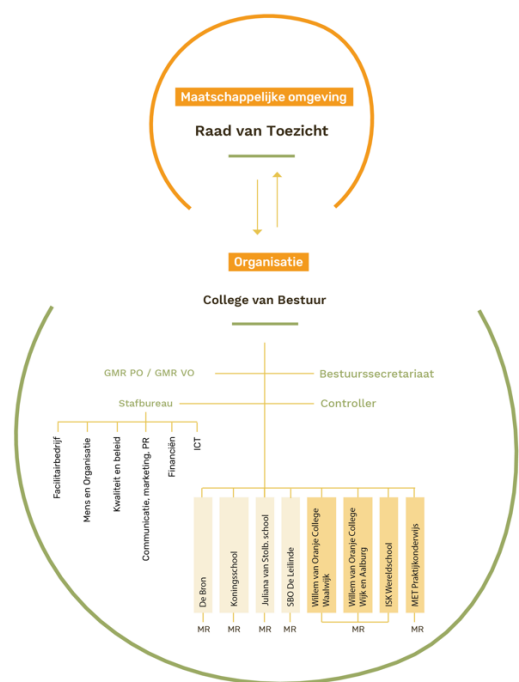 Maatschappelijke omgeving
Raad van Toezicht
Organisatie
College van Bestuur
GMR PO / GMR VO
Bestuurssecretariaat
Stafbureau
Controller
Facilitairbedrijf
Mens en Organisatie
Kwaliteit en beleid
Communicatie, marketing, PR
Financiën
ICT
De Bron
Koningsschool
Juliana van Stolb. school
SBO De Leilinde
Willem van Oranje College
Waalwijk
Willem van Oranje College
Wijk en Aalburg
ISK Wereldschool
MET Praktijkonderwijs
MR
MR
MR
MR
MR
MR